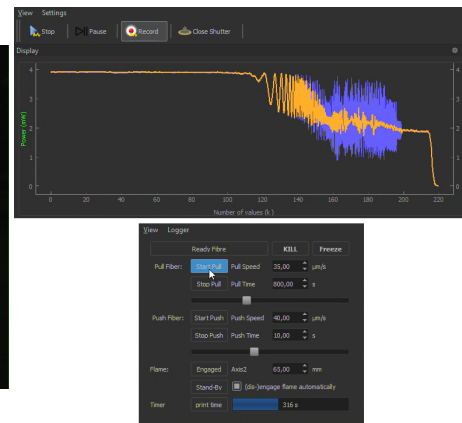 View Settings
Stop Pause Record Close Shutter
Display
4 4
3 3
2 2
1 1
0 0
Power (mW)
0 20 40 60 80 100 120 140 160 180 200 220
Number of values (k )
View Logger
Ready Fibre KILL Freeze
Pull Fiber: Start Pull Pull Speed 35,00 µm/s
Stop Pull Pull Time 800,00 s
Push Fiber: Start Push Push Speed 40,00 µm/s
Stop Push Push Time 10,00 s
Flame: Engaged Axis2 65,00 mm
Stand-By (dis-)engage flame automatically
Timer print time 316 s